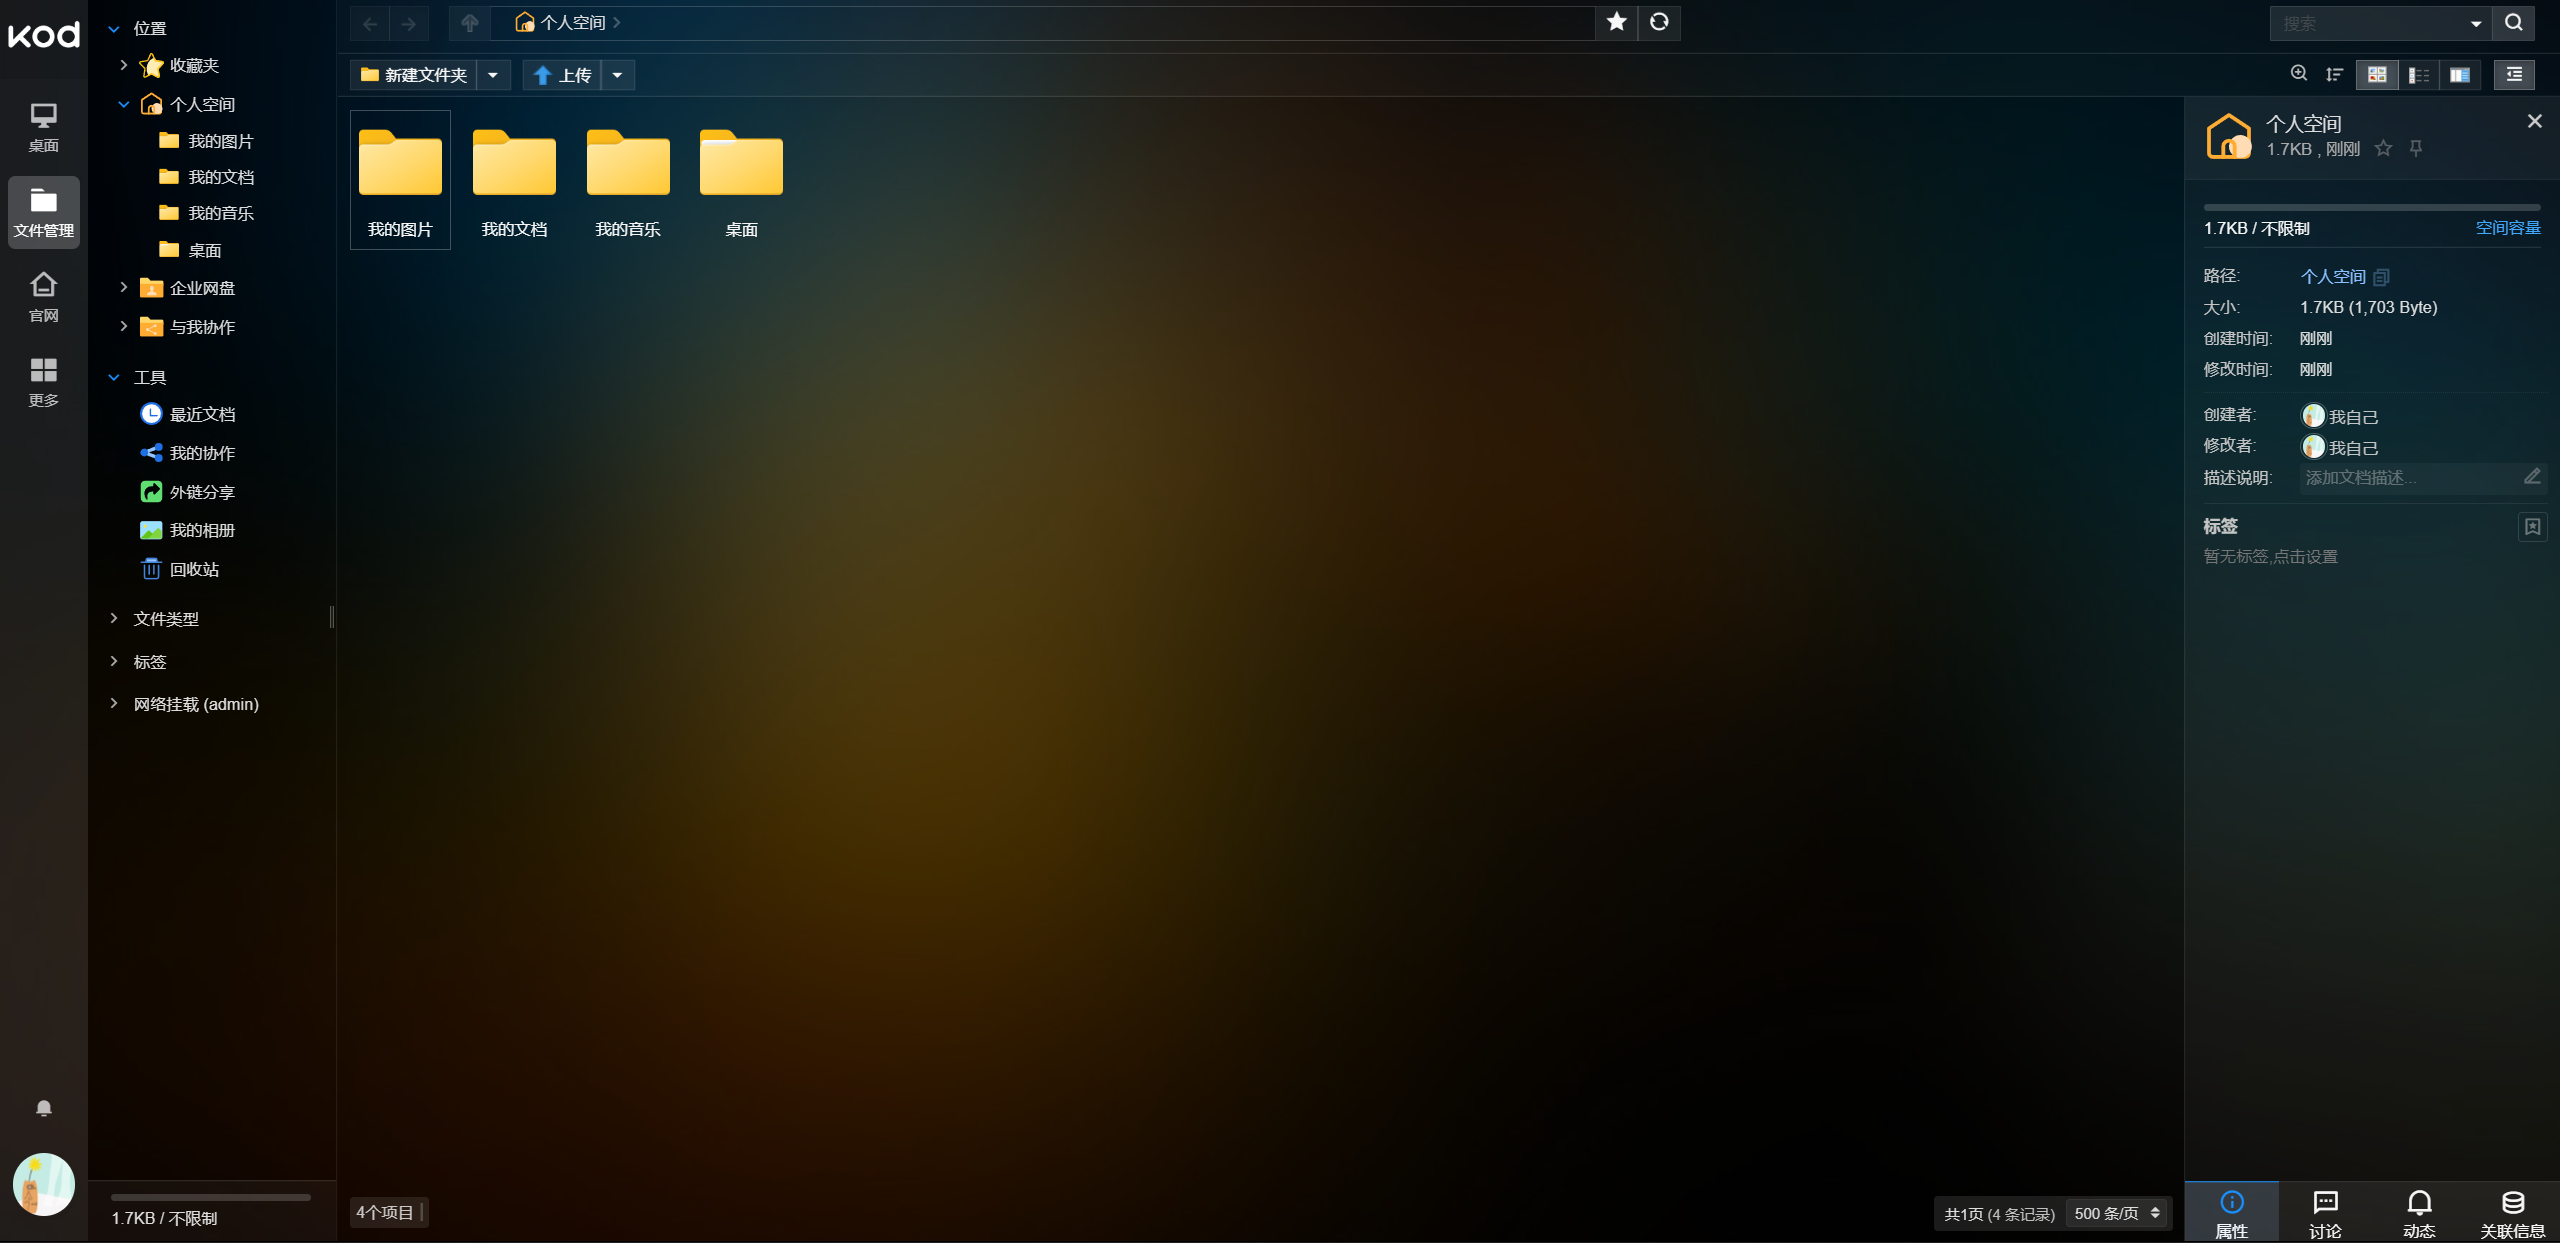 kod
桌面
文件管理
官网
更多
位置
收藏夹
个人空间
我的图片
我的文档
我的音乐
桌面
企业网盘
与我协作
工具
最近文档
我的协作
外链分享
我的相册
回收站
文件类型
标签
网络挂载 (admin)
1.7KB / 不限制
个人空间
搜索
新建文件夹
上传
我的图片
我的文档
我的音乐
桌面
4个项目
共1页 (4 条记录)
500 条/页
个人空间
1.7KB , 刚刚
1.7KB / 不限制
空间容量
路径: 个人空间
大小: 1.7KB (1,703 Byte)
创建时间: 刚刚
修改时间: 刚刚
创建者: 我自己
修改者: 我自己
描述说明: 添加文档描述...
标签
暂无标签,点击设置
属性
讨论
动态
关联信息